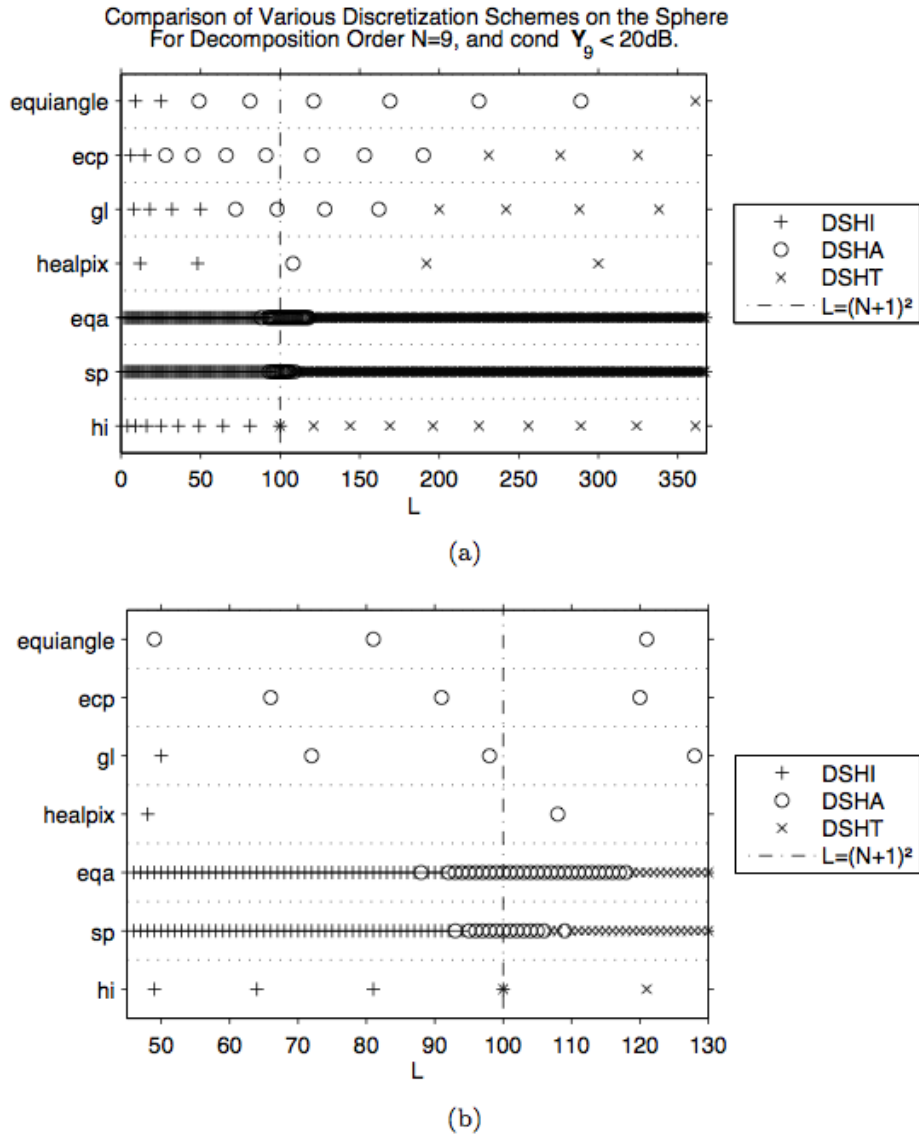 Comparison of Various Discretization Schemes on the Sphere
For Decomposition Order N=9, and cond Y₉ < 20dB.
equiangle
ecp
gl
healpix
eqa
sp
hi
0 50 100 150 200 250 300 350
L
DSHI
DSHA
DSHT
L=(N+1)²
(a)
equiangle
ecp
gl
healpix
eqa
sp
hi
50 60 70 80 90 100 110 120 130
L
DSHI
DSHA
DSHT
L=(N+1)²
(b)